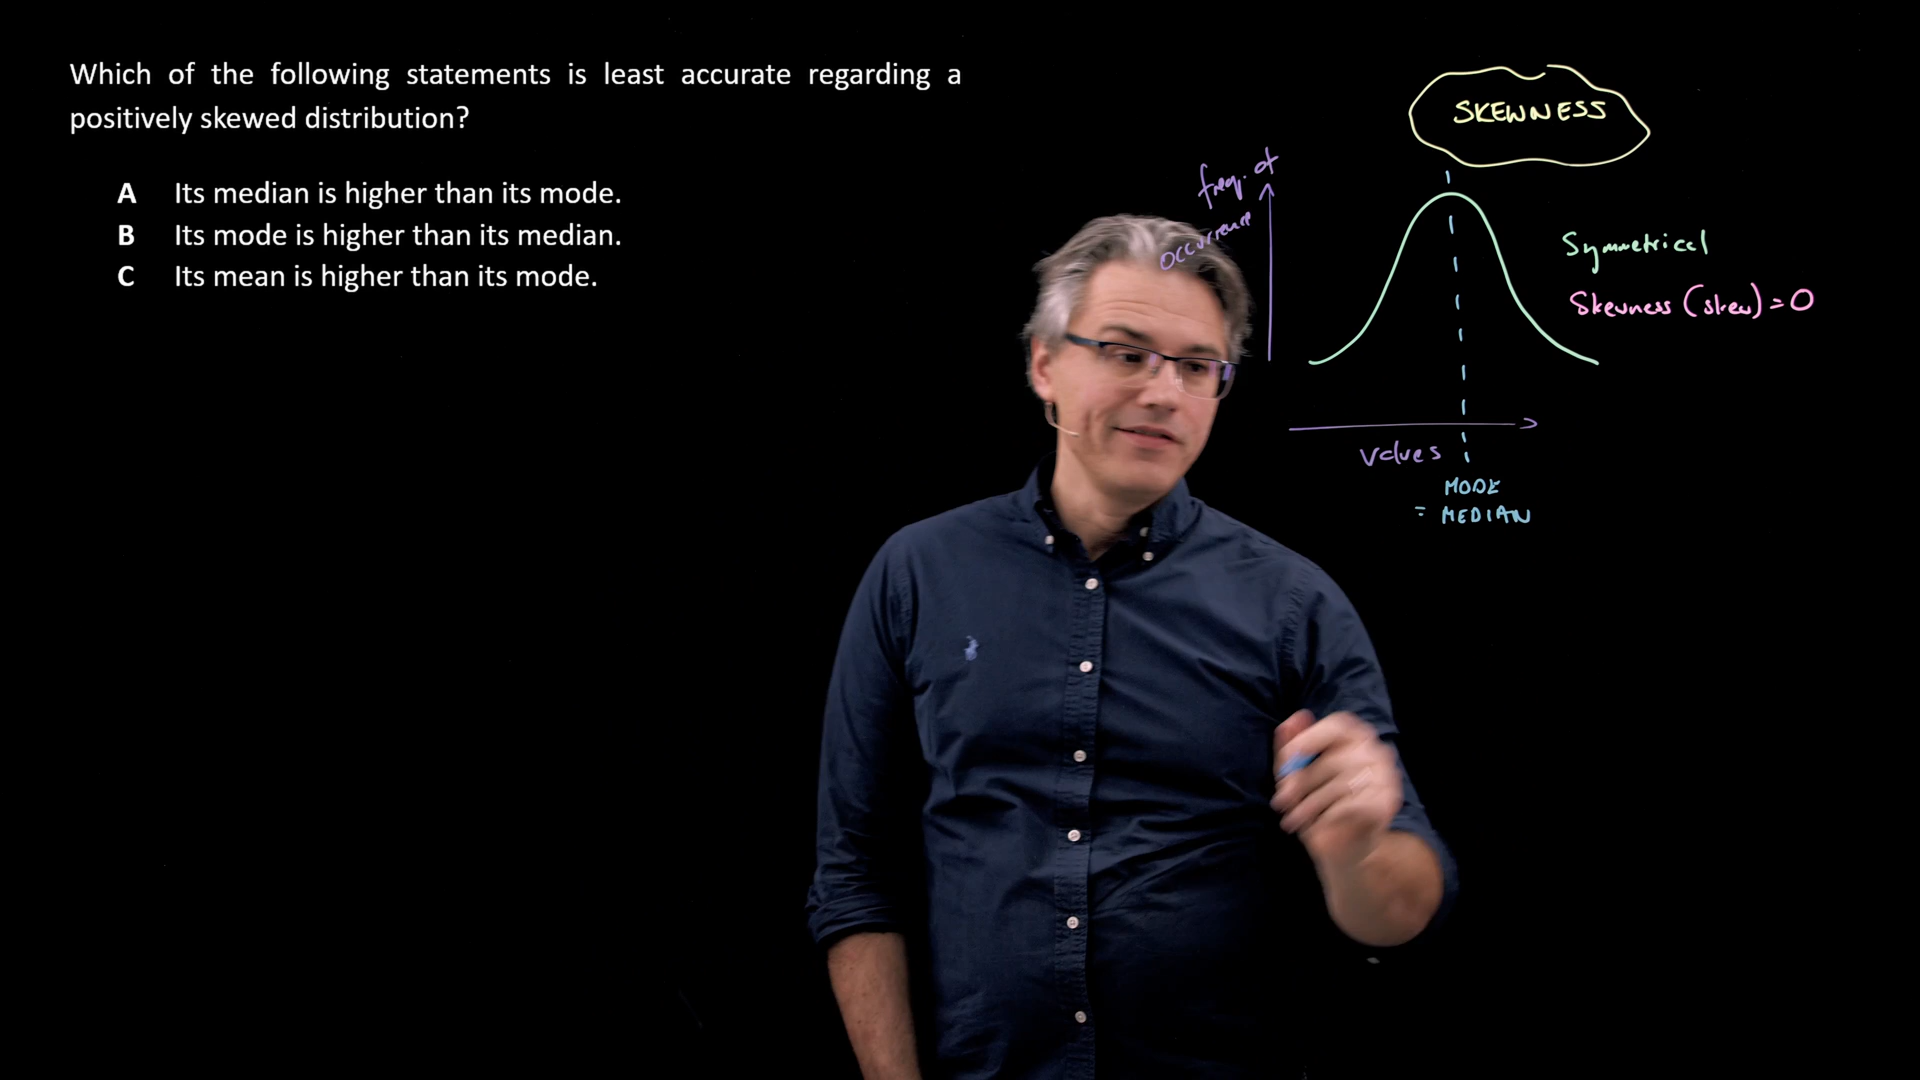 Which of the following statements is least accurate regarding a
positively skewed distribution?
A Its median is higher than its mode.
B Its mode is higher than its median.
C Its mean is higher than its mode.
SKEWNESS
freq. of
occurrence
Symmetrical
Skewness (skew) = 0
values
MODE
= MEDIAN